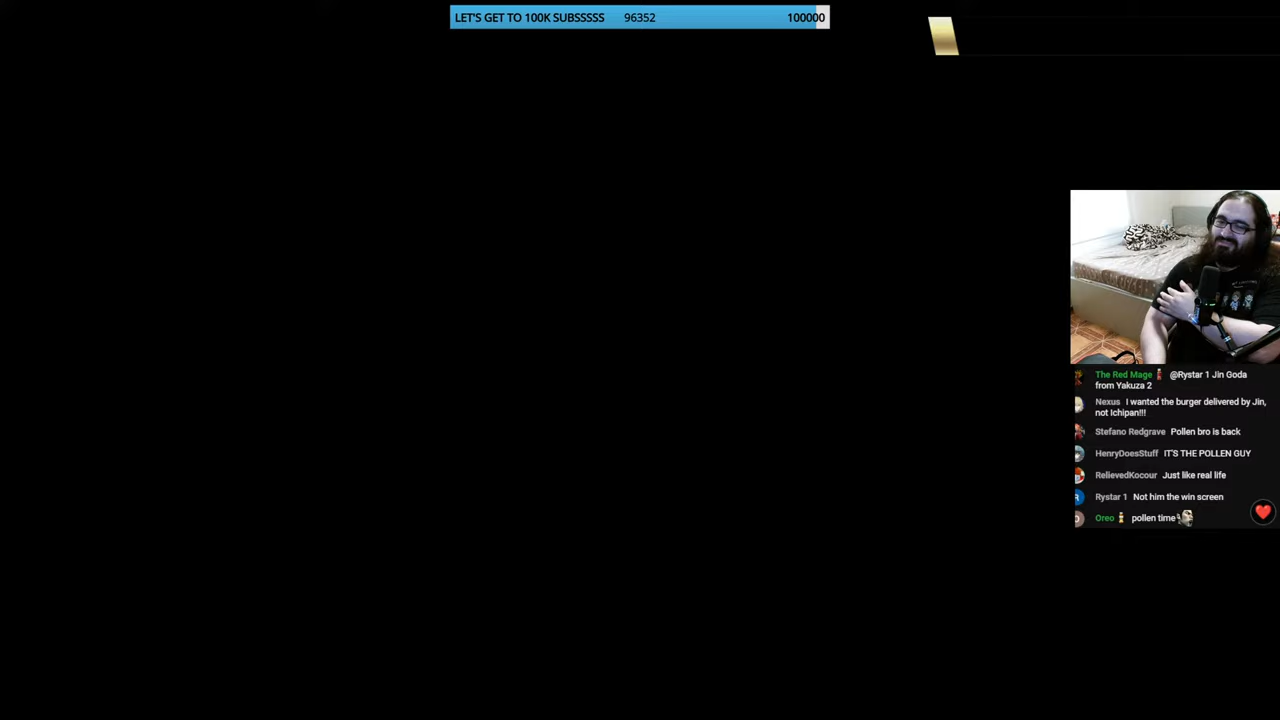 LET'S GET TO 100K SUBSSSSS 96352 100000
The Red Mage @Rystar 1 Jin Goda
from Yakuza 2
Nexus I wanted the burger delivered by Jin,
not Ichipan!!!
Stefano Redgrave Pollen bro is back
HenryDoesStuff IT'S THE POLLEN GUY
RelievedKocour Just like real life
R Rystar 1 Not him the win screen
Oreo pollen time